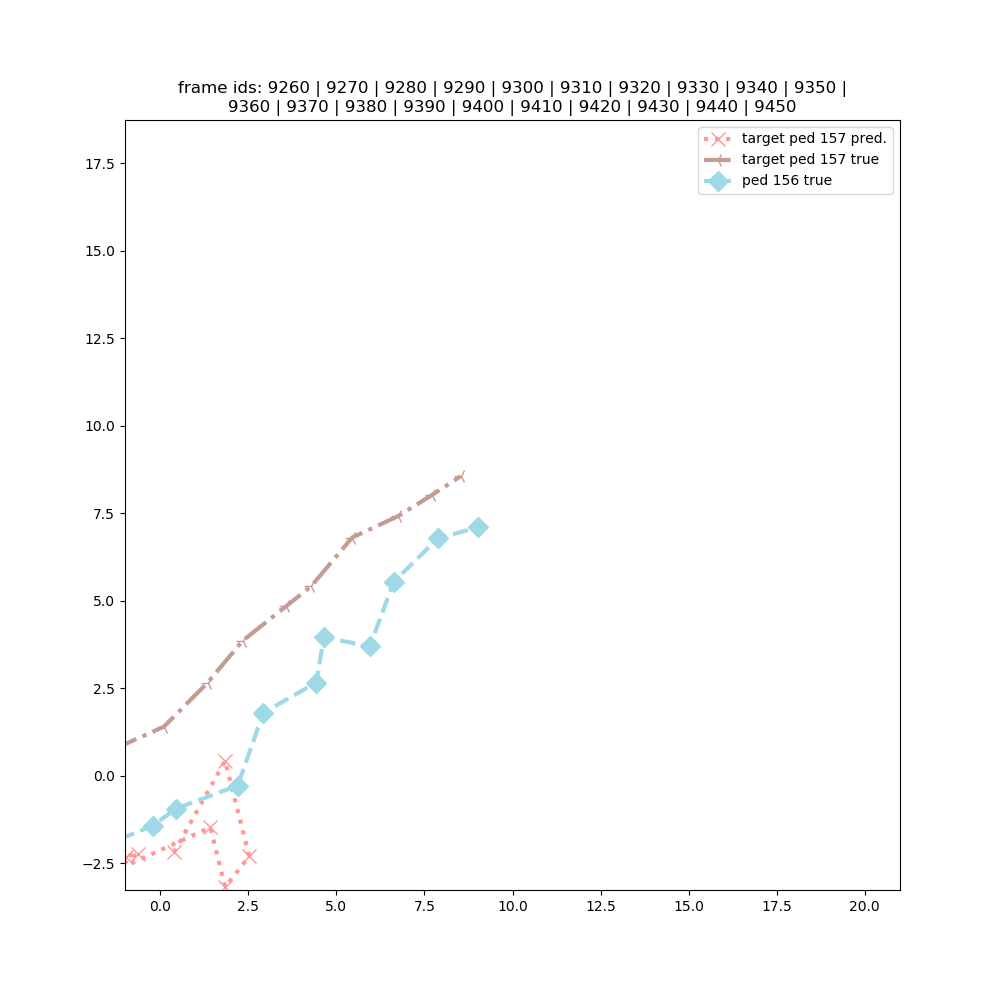 frame ids: 9260 | 9270 | 9280 | 9290 | 9300 | 9310 | 9320 | 9330 | 9340 | 9350 |
9360 | 9370 | 9380 | 9390 | 9400 | 9410 | 9420 | 9430 | 9440 | 9450
target ped 157 pred.
target ped 157 true
ped 156 true
17.5
15.0
12.5
10.0
7.5
5.0
2.5
0.0
−2.5
0.0 2.5 5.0 7.5 10.0 12.5 15.0 17.5 20.0